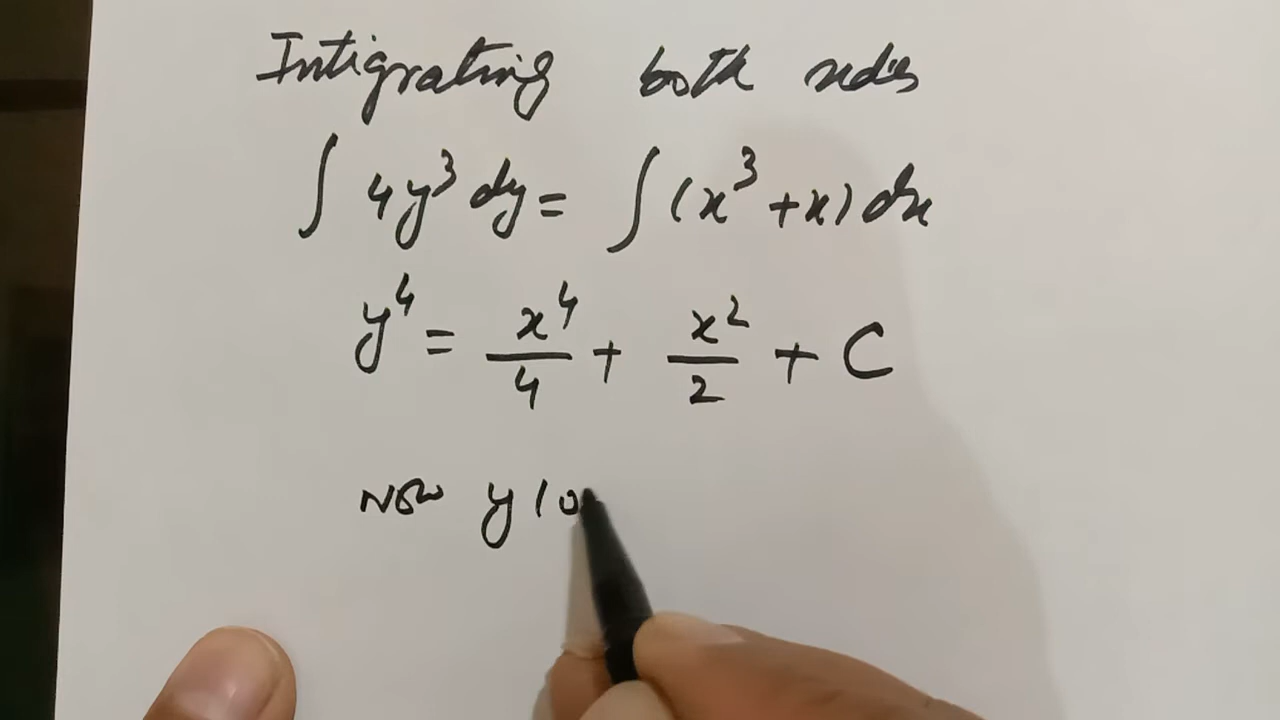 Intigrating both sides
∫ 4y³ dy = ∫ (x³ + x) dx
y⁴ = x⁴/4 + x²/2 + C
Now y(0